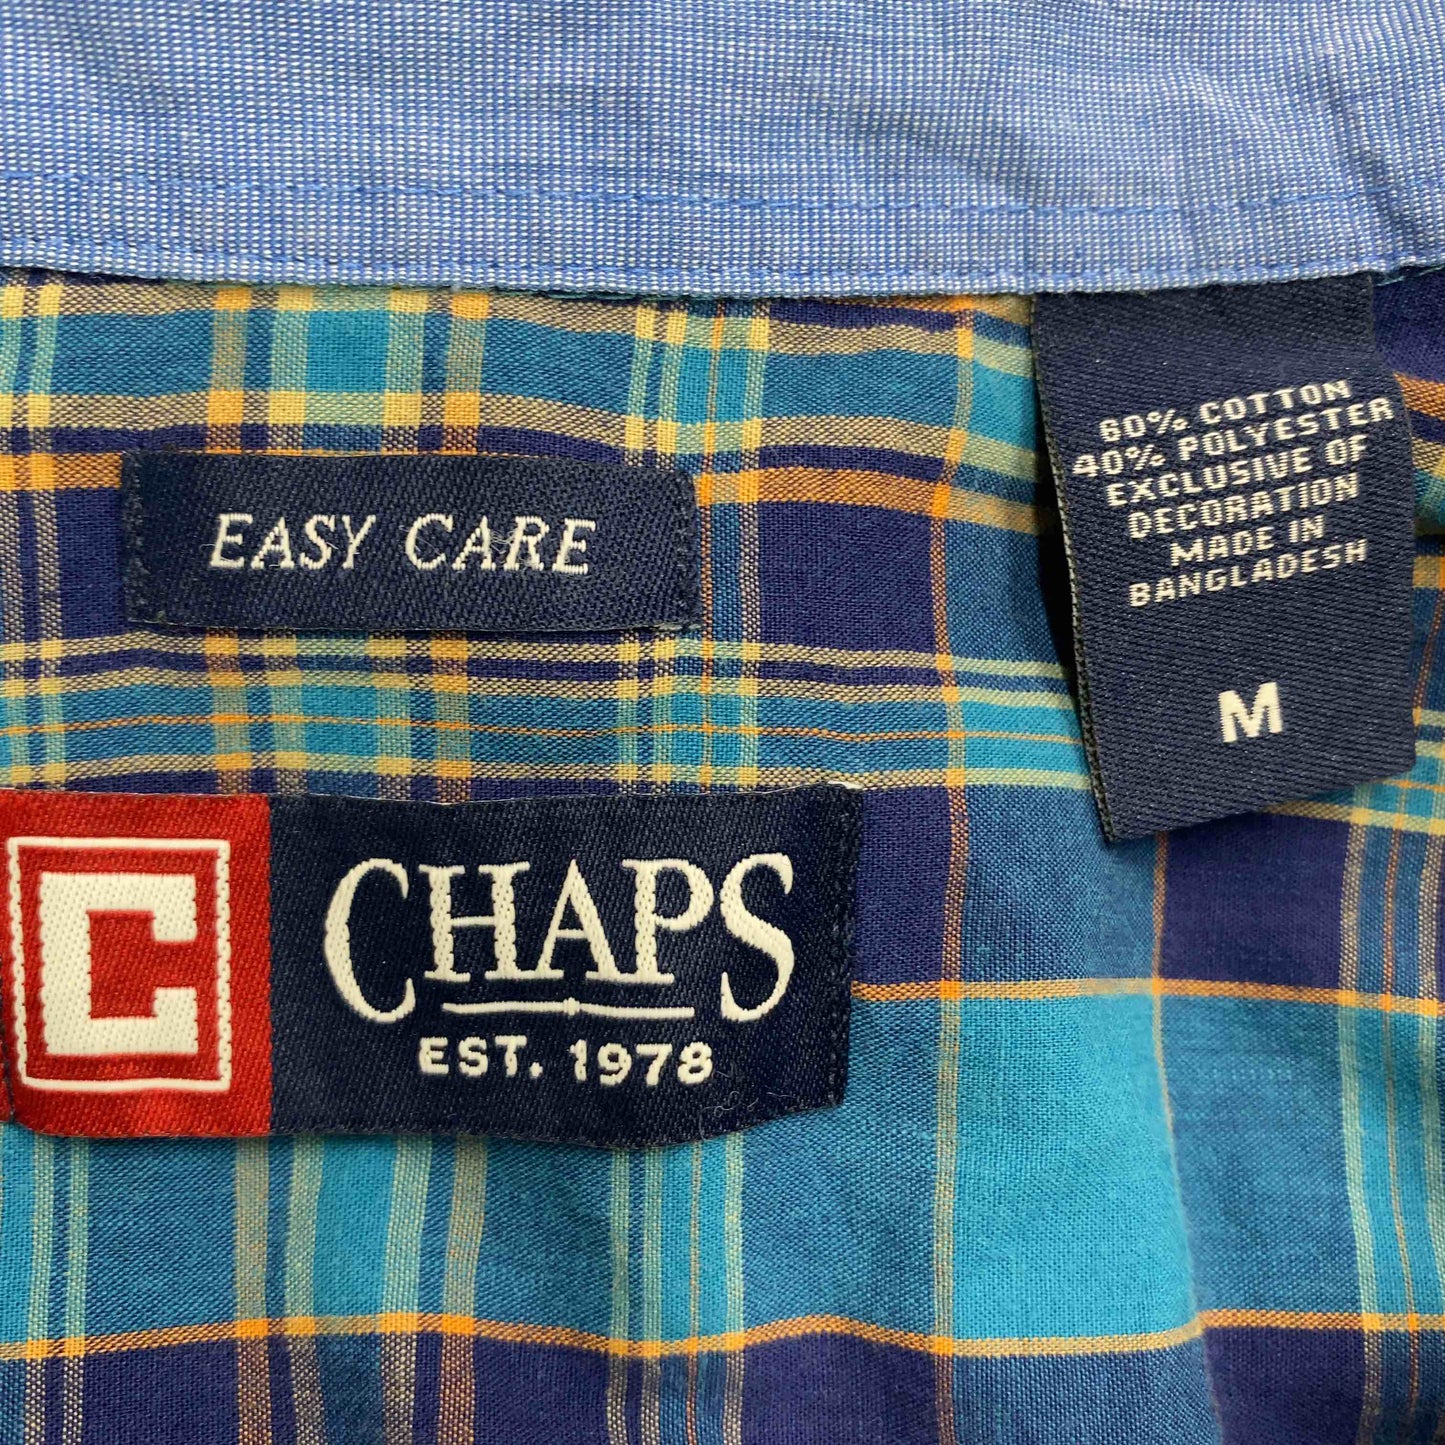 60% COTTON
40% POLYESTER
EXCLUSIVE OF
DECORATION
MADE IN
BANGLADESH
M
EASY CARE
C
CHAPS
EST. 1978